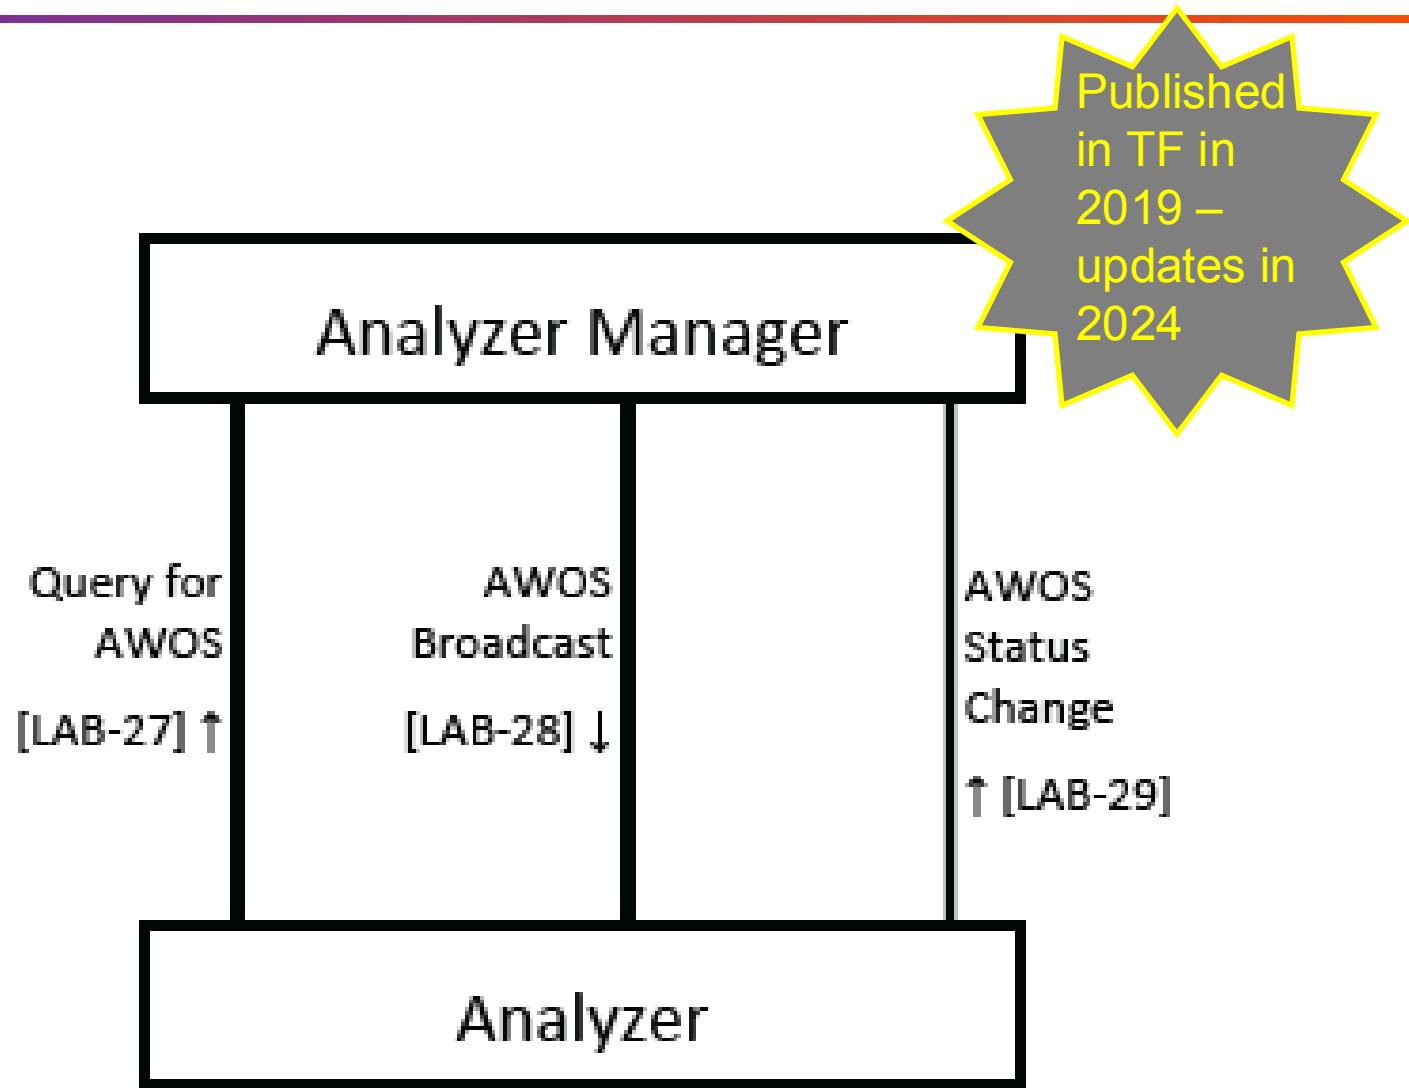 Published
in TF in
2019 –
updates in
2024
Analyzer Manager
Query for
AWOS
[LAB-27] ↑
AWOS
Broadcast
[LAB-28] ↓
AWOS
Status
Change
↑ [LAB-29]
Analyzer